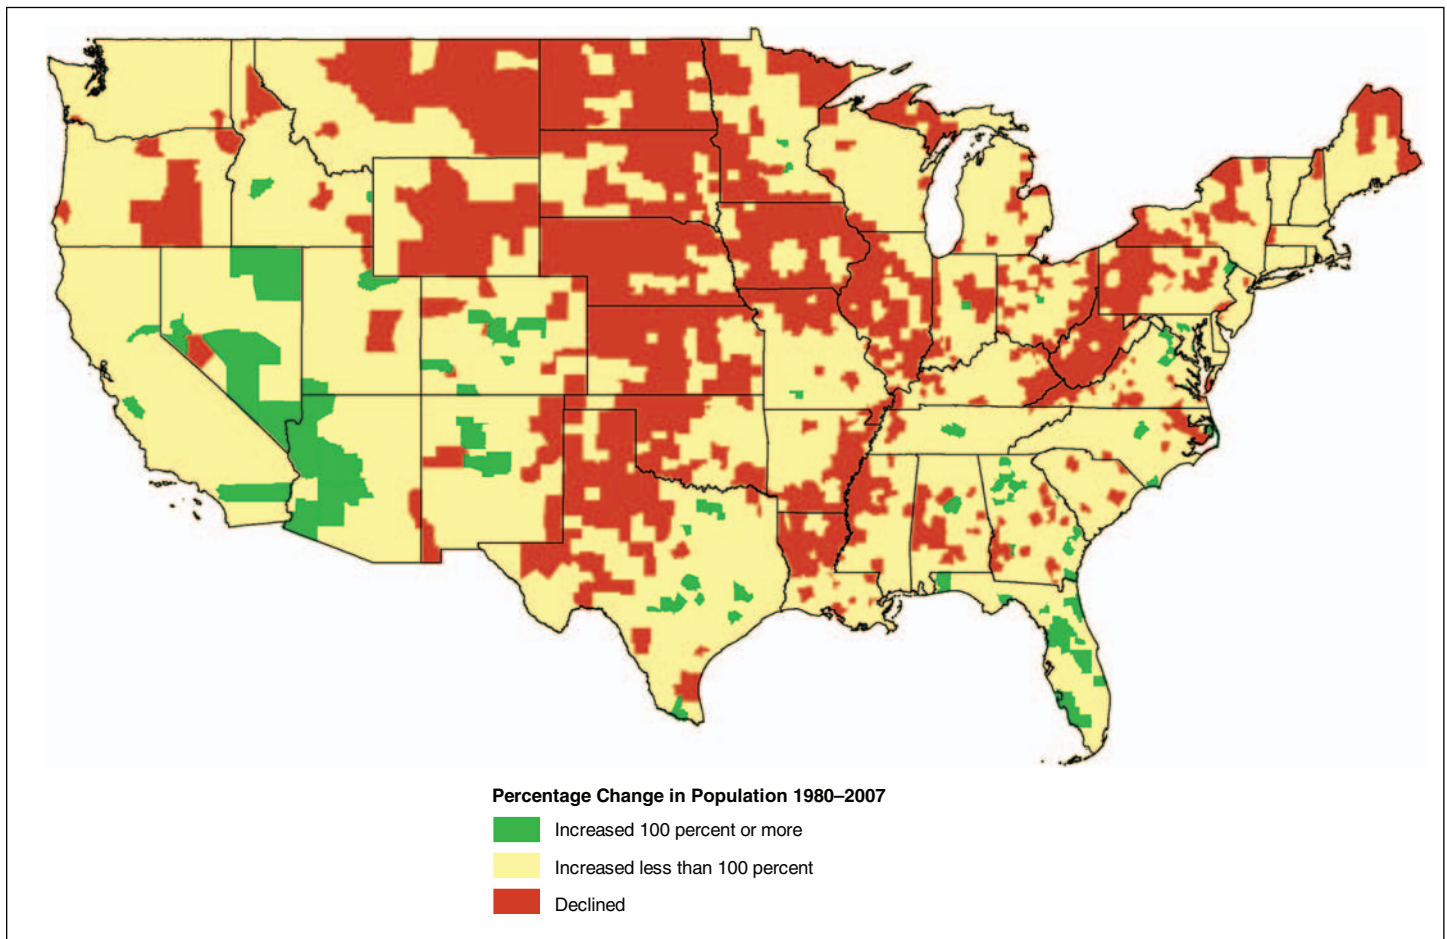 Percentage Change in Population 1980–2007
Increased 100 percent or more
Increased less than 100 percent
Declined